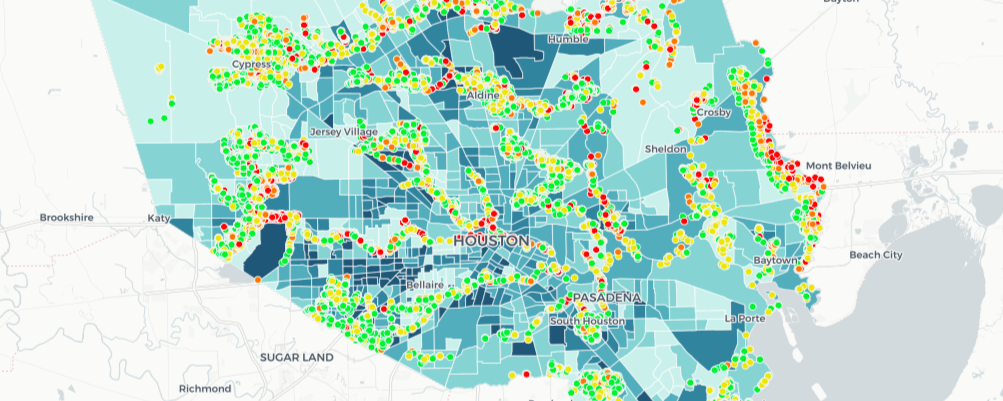 Humble
Cypress
Aldine
Crosby
Jersey Village
Sheldon
Mont Belvieu
Brookshire
Katy
HOUSTON
Beach City
Baytown
Bellaire
PASADENA
South Houston
La Porte
SUGAR LAND
Richmond